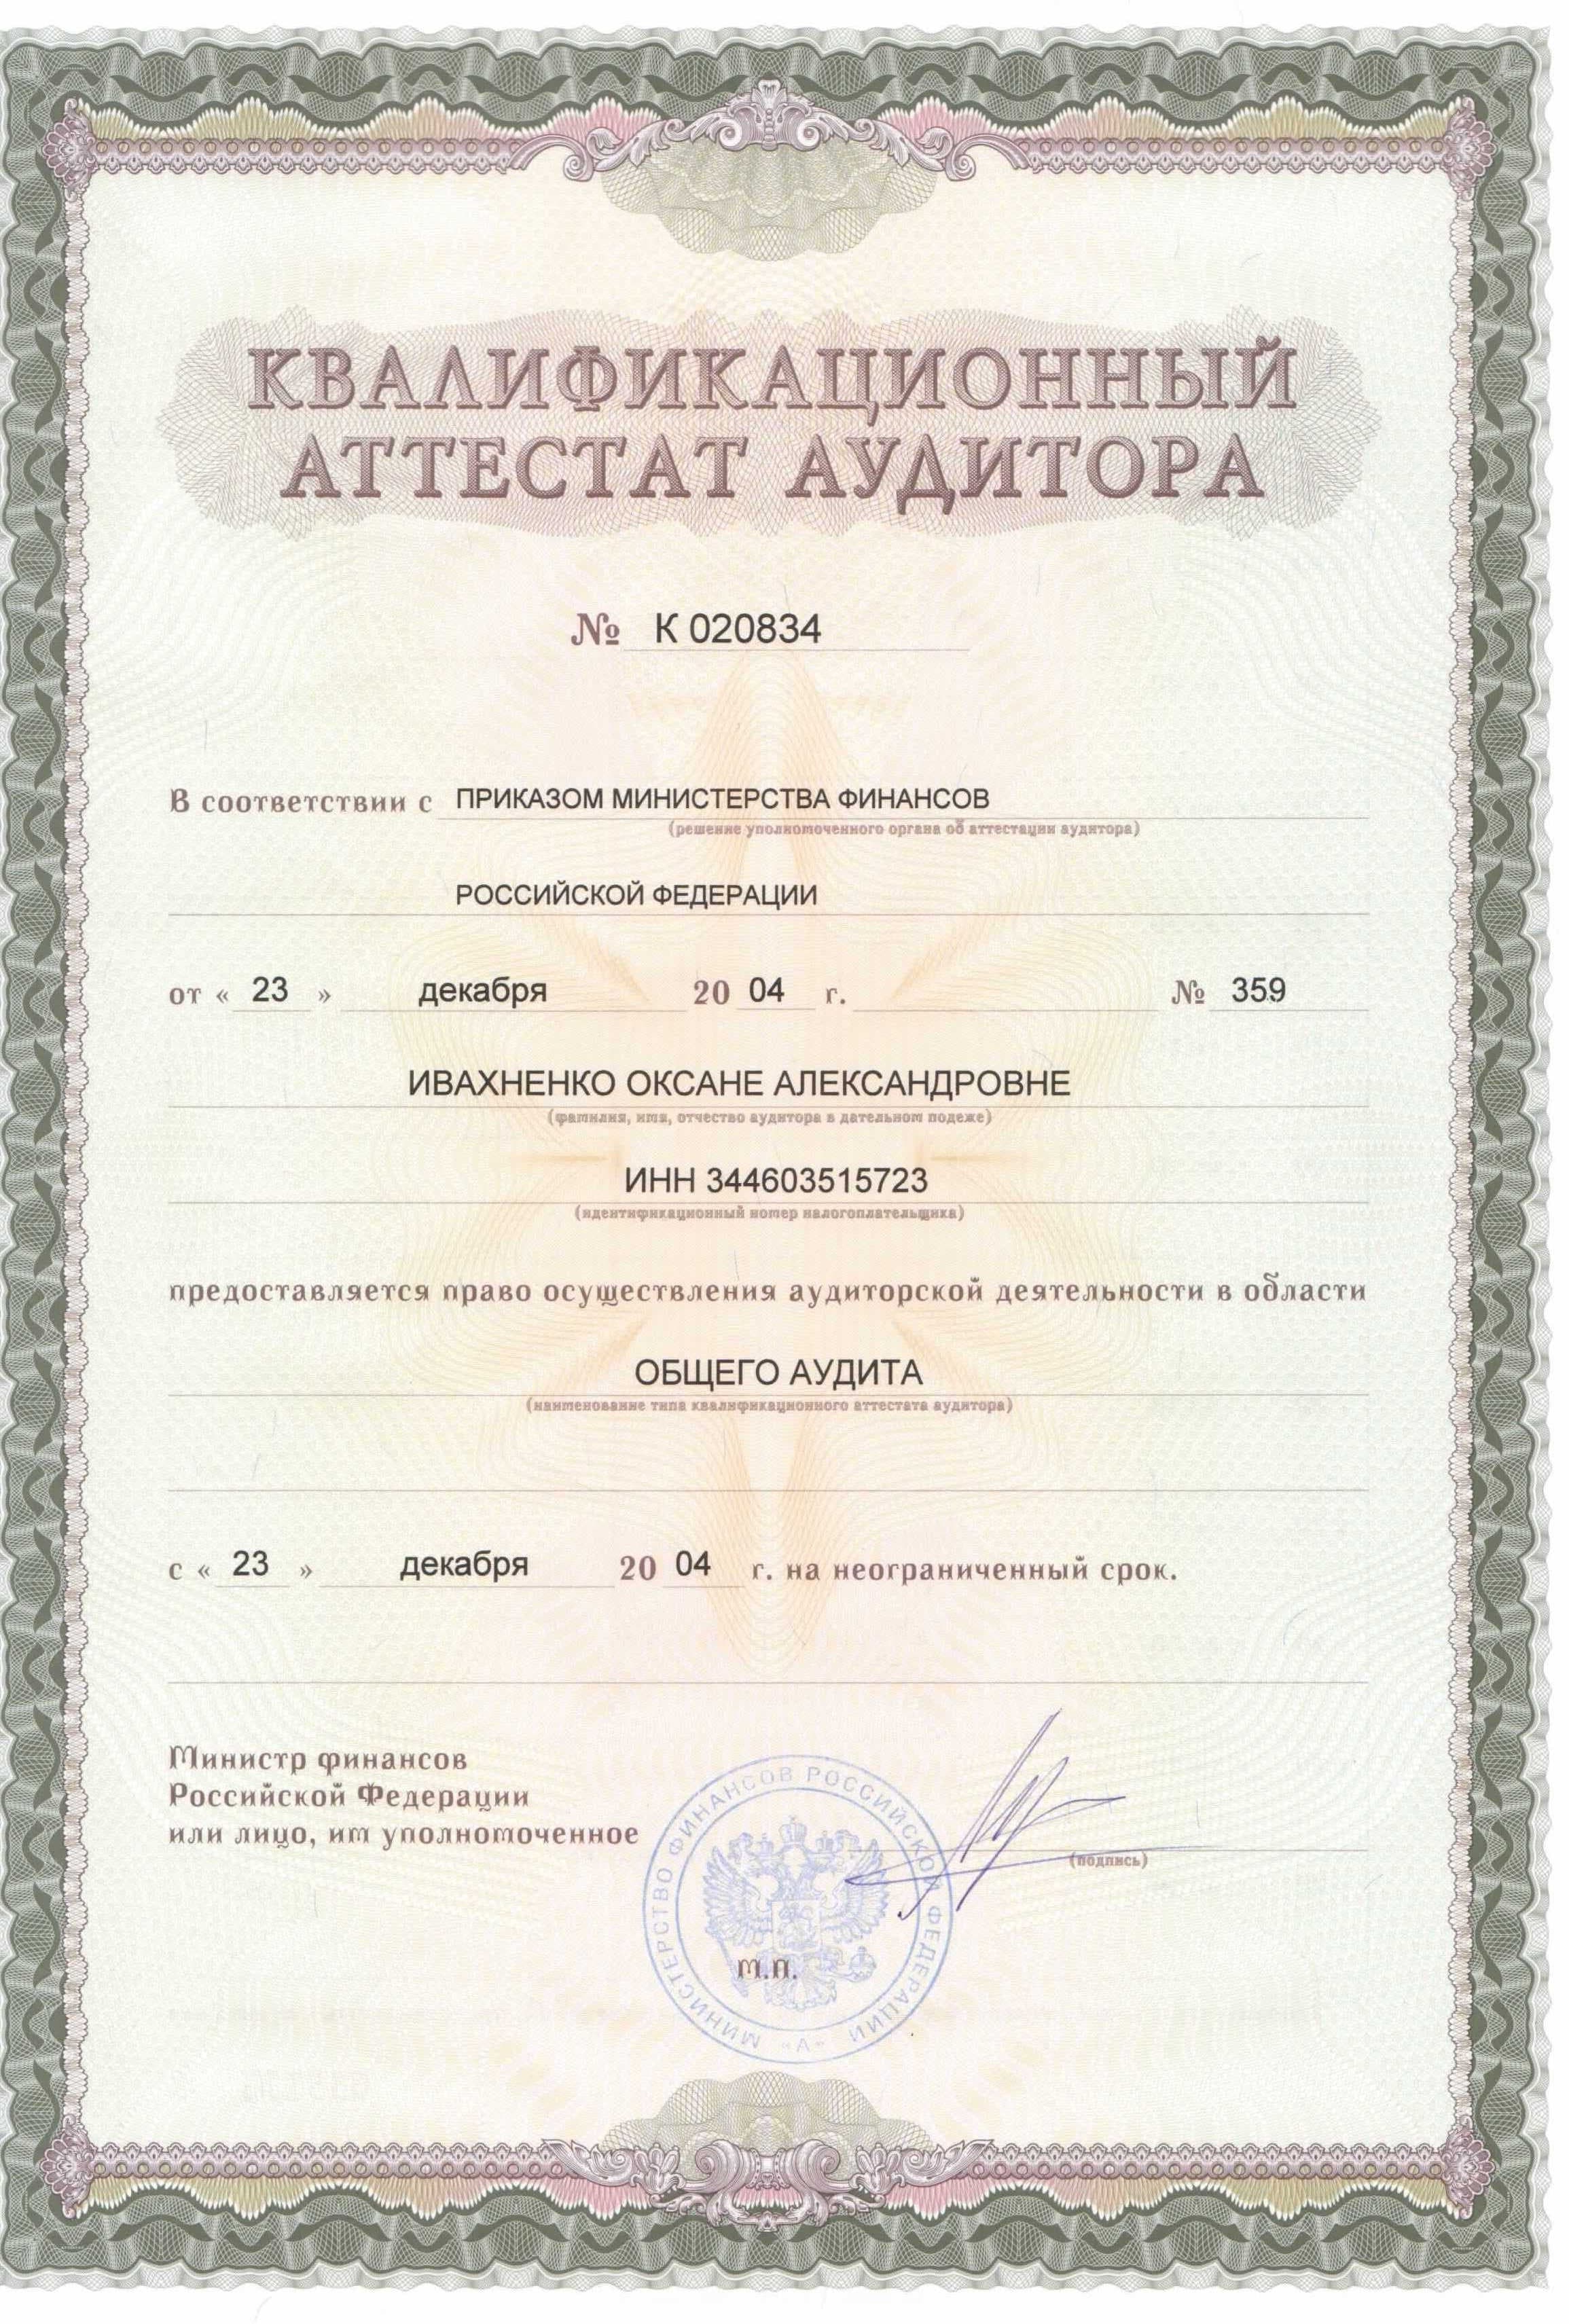 КВАЛИФИКАЦИОННЫЙ
АТТЕСТАТ АУДИТОРА
№ К 020834
В соответствии с ПРИКАЗОМ МИНИСТЕРСТВА ФИНАНСОВ
(решение уполномоченного органа об аттестации аудитора)
РОССИЙСКОЙ ФЕДЕРАЦИИ
от « 23 » декабря 20 04 г. № 359
ИВАХНЕНКО ОКСАНЕ АЛЕКСАНДРОВНЕ
(фамилия, имя, отчество аудитора в дательном падеже)
ИНН 344603515723
(идентификационный номер налогоплательщика)
предоставляется право осуществления аудиторской деятельности в области
ОБЩЕГО АУДИТА
(наименование типа квалификационного аттестата аудитора)
с « 23 » декабря 20 04 г. на неограниченный срок.
Министр финансов
Российской Федерации
или лицо, им уполномоченное
(подпись)
М.П.
МИНИСТЕРСТВО ФИНАНСОВ РОССИЙСКОЙ ФЕДЕРАЦИИ «А»